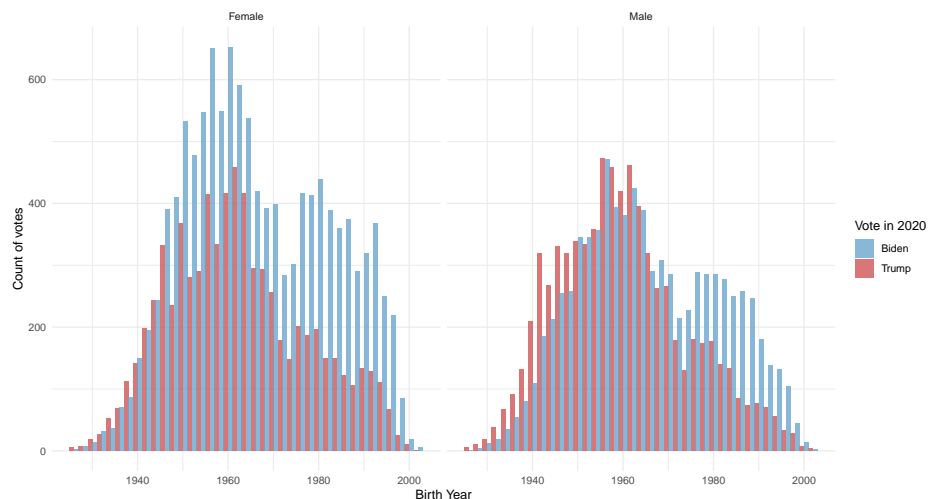 Female
Male
600
400
200
0
Count of votes
1940
1960
1980
2000
1940
1960
1980
2000
Birth Year
Vote in 2020
Biden
Trump